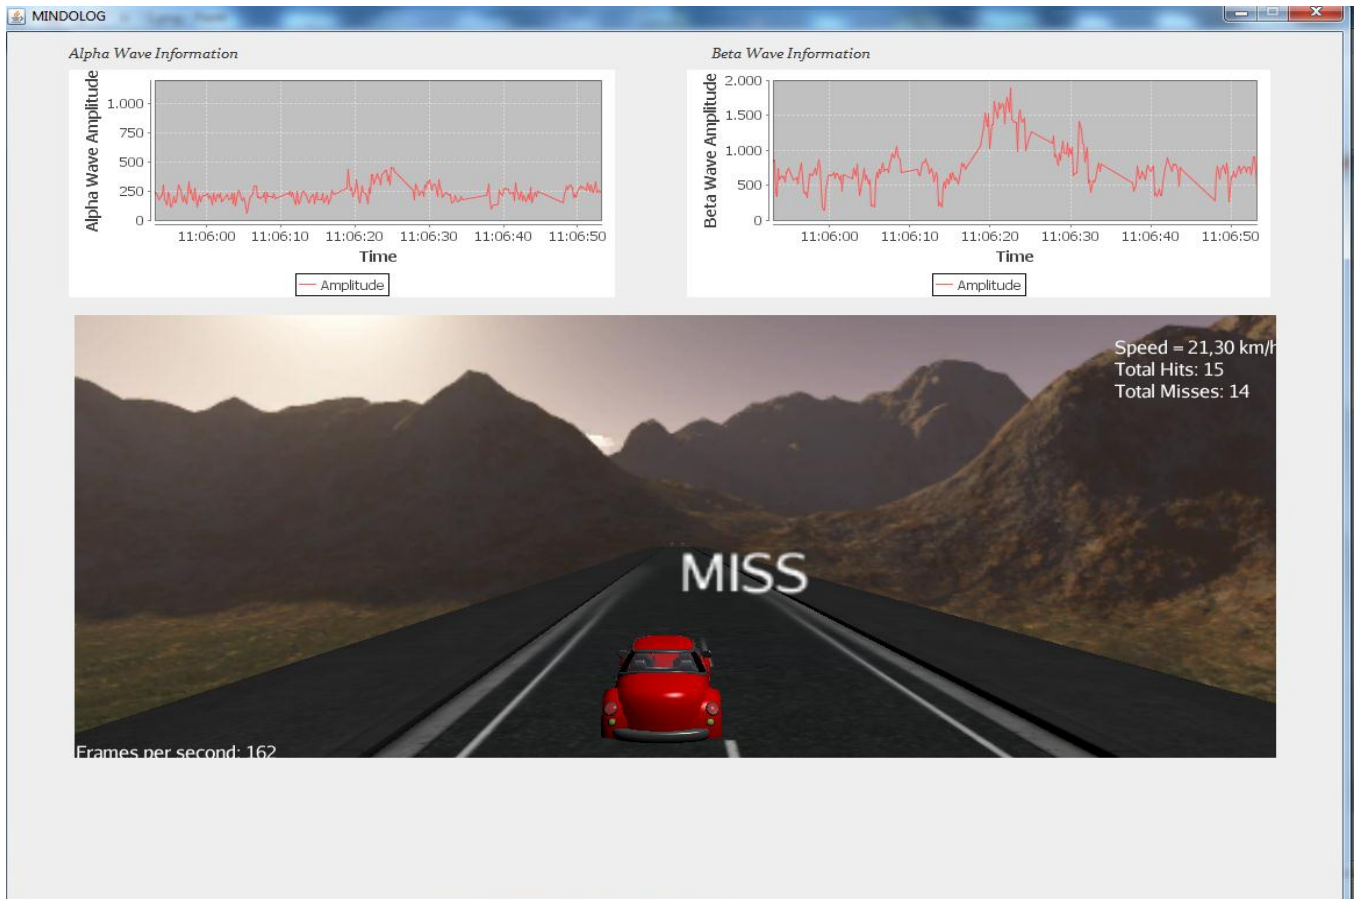 MINDOLOG
Alpha Wave Information
Alpha Wave Amplitude
1.000
750
500
250
0
11:06:00 11:06:10 11:06:20 11:06:30 11:06:40 11:06:50
Time
Amplitude
Beta Wave Information
Beta Wave Amplitude
2.000
1.500
1.000
500
0
11:06:00 11:06:10 11:06:20 11:06:30 11:06:40 11:06:50
Time
Amplitude
Speed = 21,30 km/h
Total Hits: 15
Total Misses: 14
MISS
Frames per second: 162